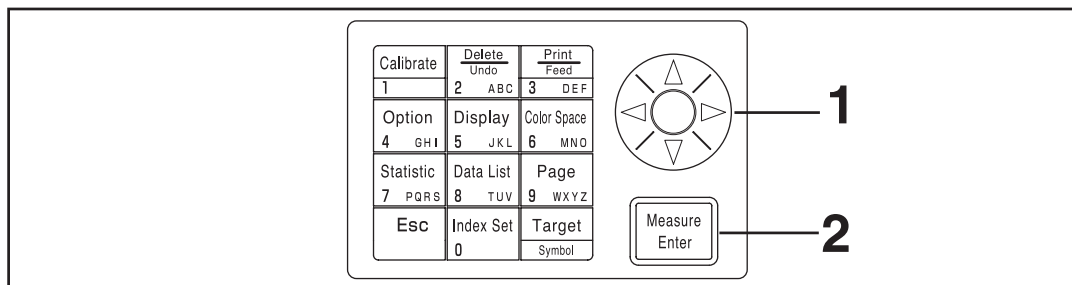 Calibrate
1
Delete
Undo
2 ABC
Print
Feed
3 DEF
Option
4 GHI
Display
5 JKL
Color Space
6 MNO
Statistic
7 PQRS
Data List
8 TUV
Page
9 WXYZ
Esc
Index Set
0
Target
Symbol
1
Measure
Enter
2